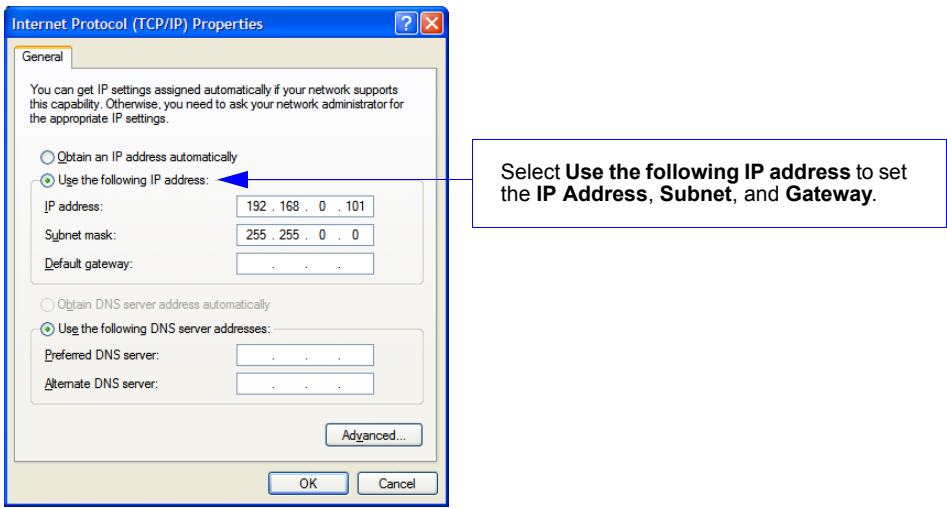 Internet Protocol (TCP/IP) Properties
General
You can get IP settings assigned automatically if your network supports
this capability. Otherwise, you need to ask your network administrator for
the appropriate IP settings.
Obtain an IP address automatically
Use the following IP address:
IP address: 192 . 168 . 0 . 101
Subnet mask: 255 . 255 . 0 . 0
Default gateway: . . .
Obtain DNS server address automatically
Use the following DNS server addresses:
Preferred DNS server: . . .
Alternate DNS server: . . .
Advanced...
OK Cancel
Select Use the following IP address to set
the IP Address, Subnet, and Gateway.